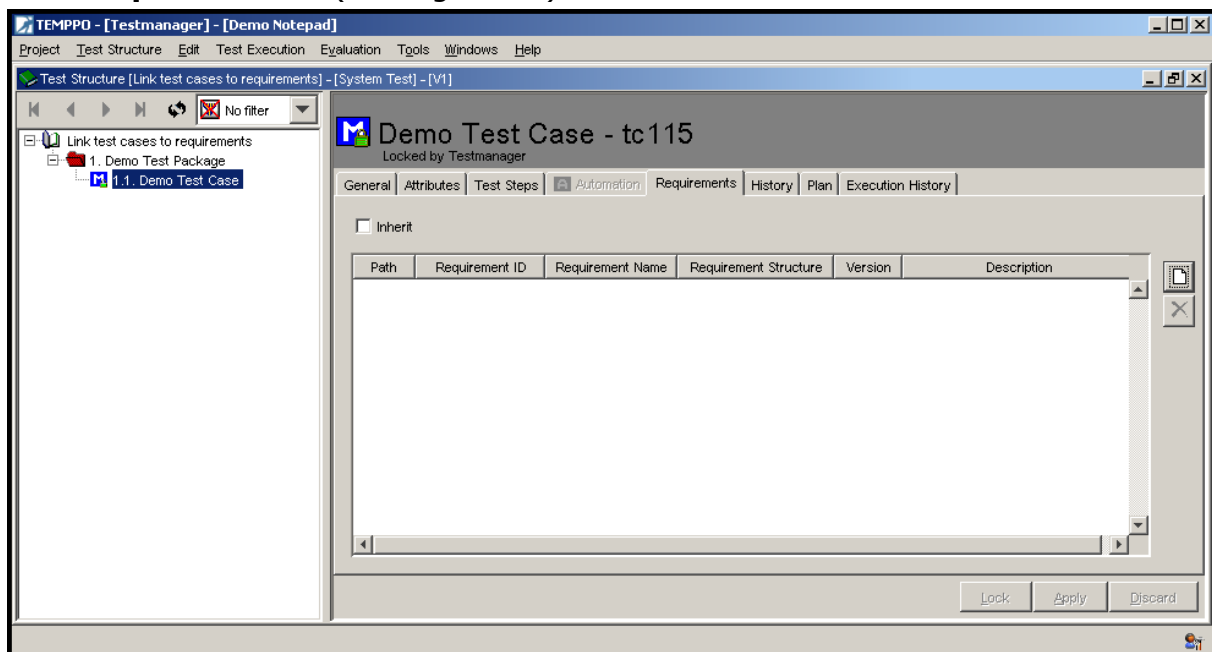 TEMPPO - [Testmanager] - [Demo Notepad]
Project Test Structure Edit Test Execution Evaluation Tools Windows Help
Test Structure [Link test cases to requirements] - [System Test] - [V1]
No filter
Link test cases to requirements
1. Demo Test Package
1.1. Demo Test Case
Demo Test Case - tc115
Locked by Testmanager
General Attributes Test Steps Automation Requirements History Plan Execution History
Inherit
Path Requirement ID Requirement Name Requirement Structure Version Description
Lock Apply Discard